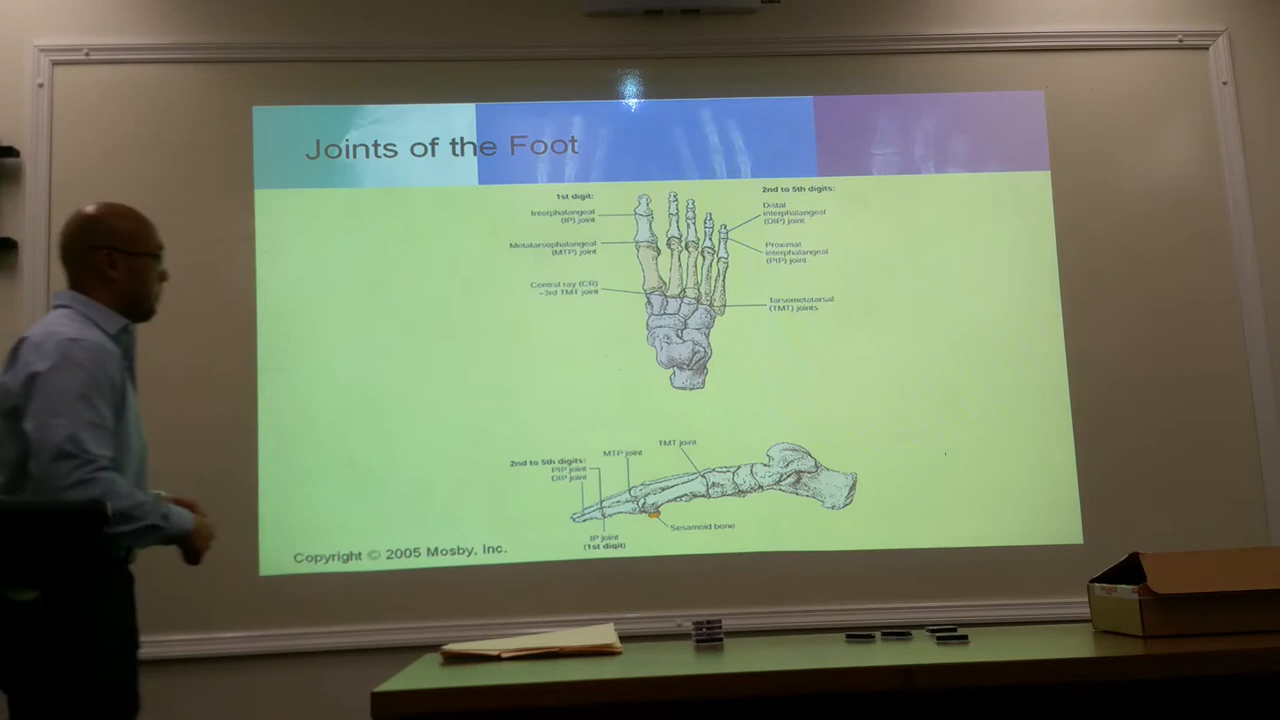 Joints of the Foot
1st digit:
Interphalangeal
(IP) joint
Metatarsophalangeal
(MTP) joint
Central ray (CR)
–3rd TMT joint
2nd to 5th digits:
Distal
interphalangeal
(DIP) joint
Proximal
interphalangeal
(PIP) joint
Tarsometatarsal
(TMT) joints
TMT joint
MTP joint
2nd to 5th digits:
PIP joint
DIP joint
Sesamoid bone
IP joint
(1st digit)
Copyright © 2005 Mosby, Inc.